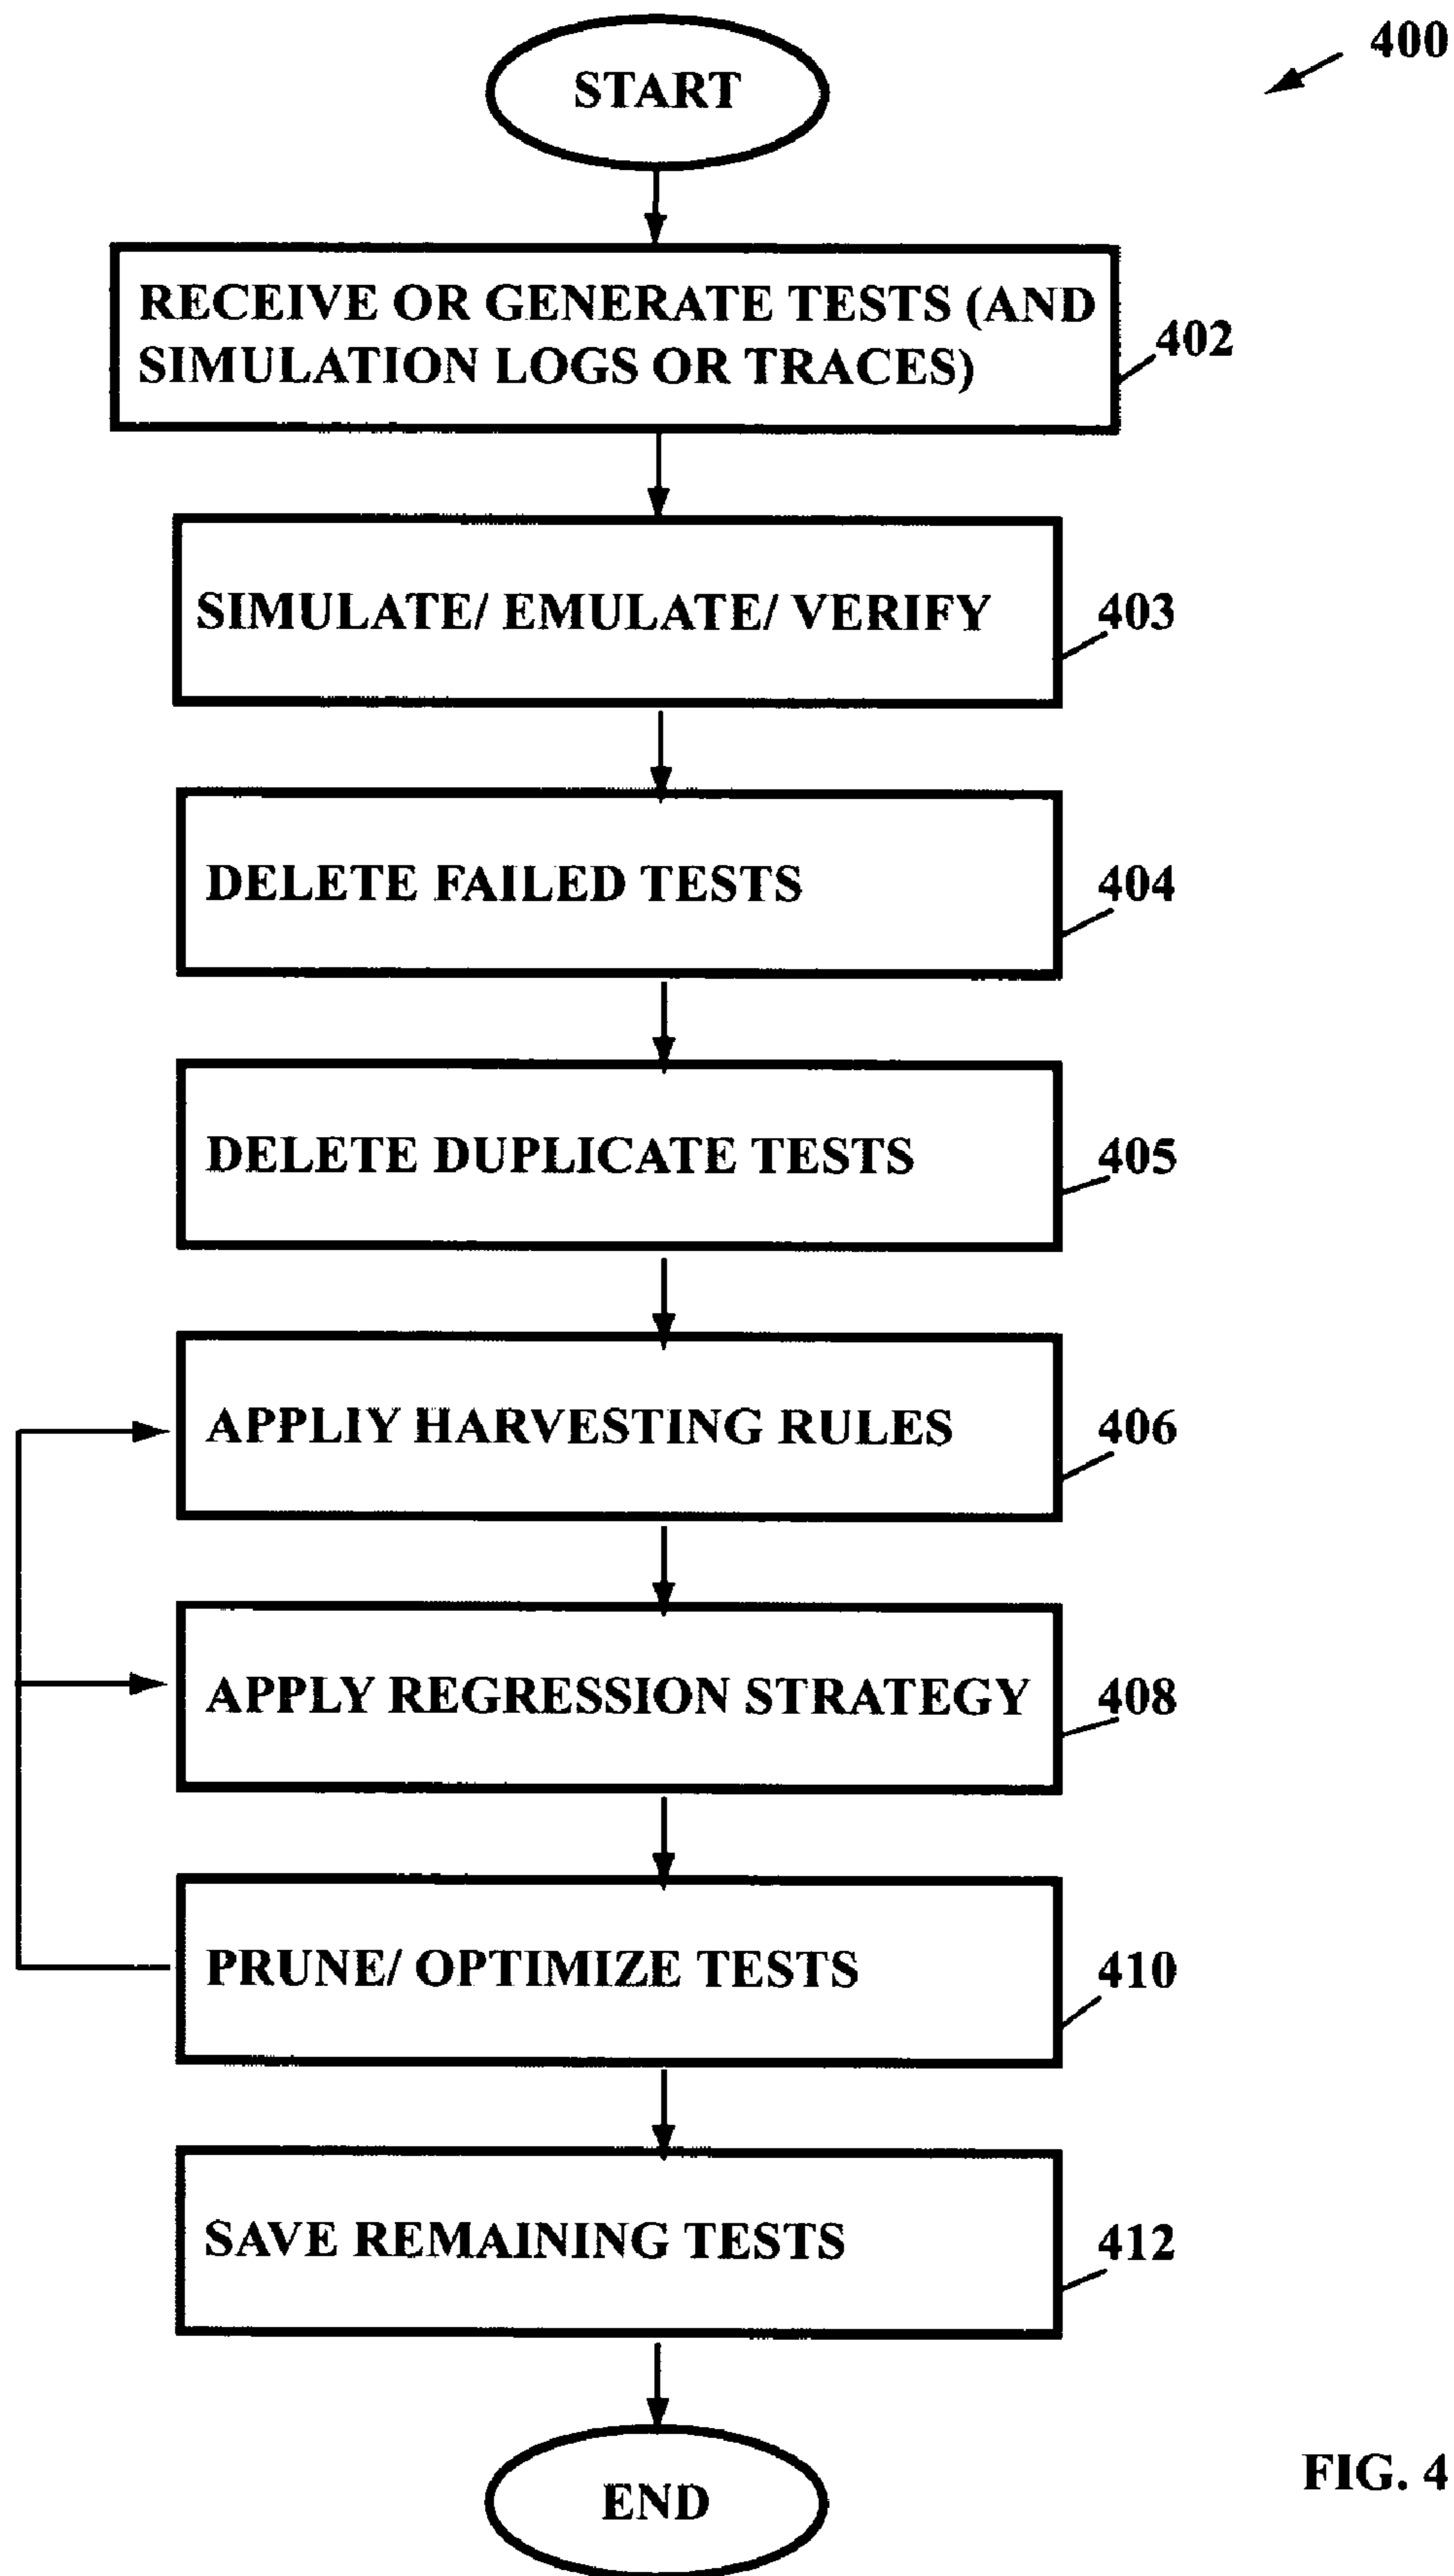 400
START
RECEIVE OR GENERATE TESTS (AND
SIMULATION LOGS OR TRACES)
402
SIMULATE/ EMULATE/ VERIFY
403
DELETE FAILED TESTS
404
DELETE DUPLICATE TESTS
405
APPLIY HARVESTING RULES
406
APPLY REGRESSION STRATEGY
408
PRUNE/ OPTIMIZE TESTS
410
SAVE REMAINING TESTS
412
END
FIG. 4